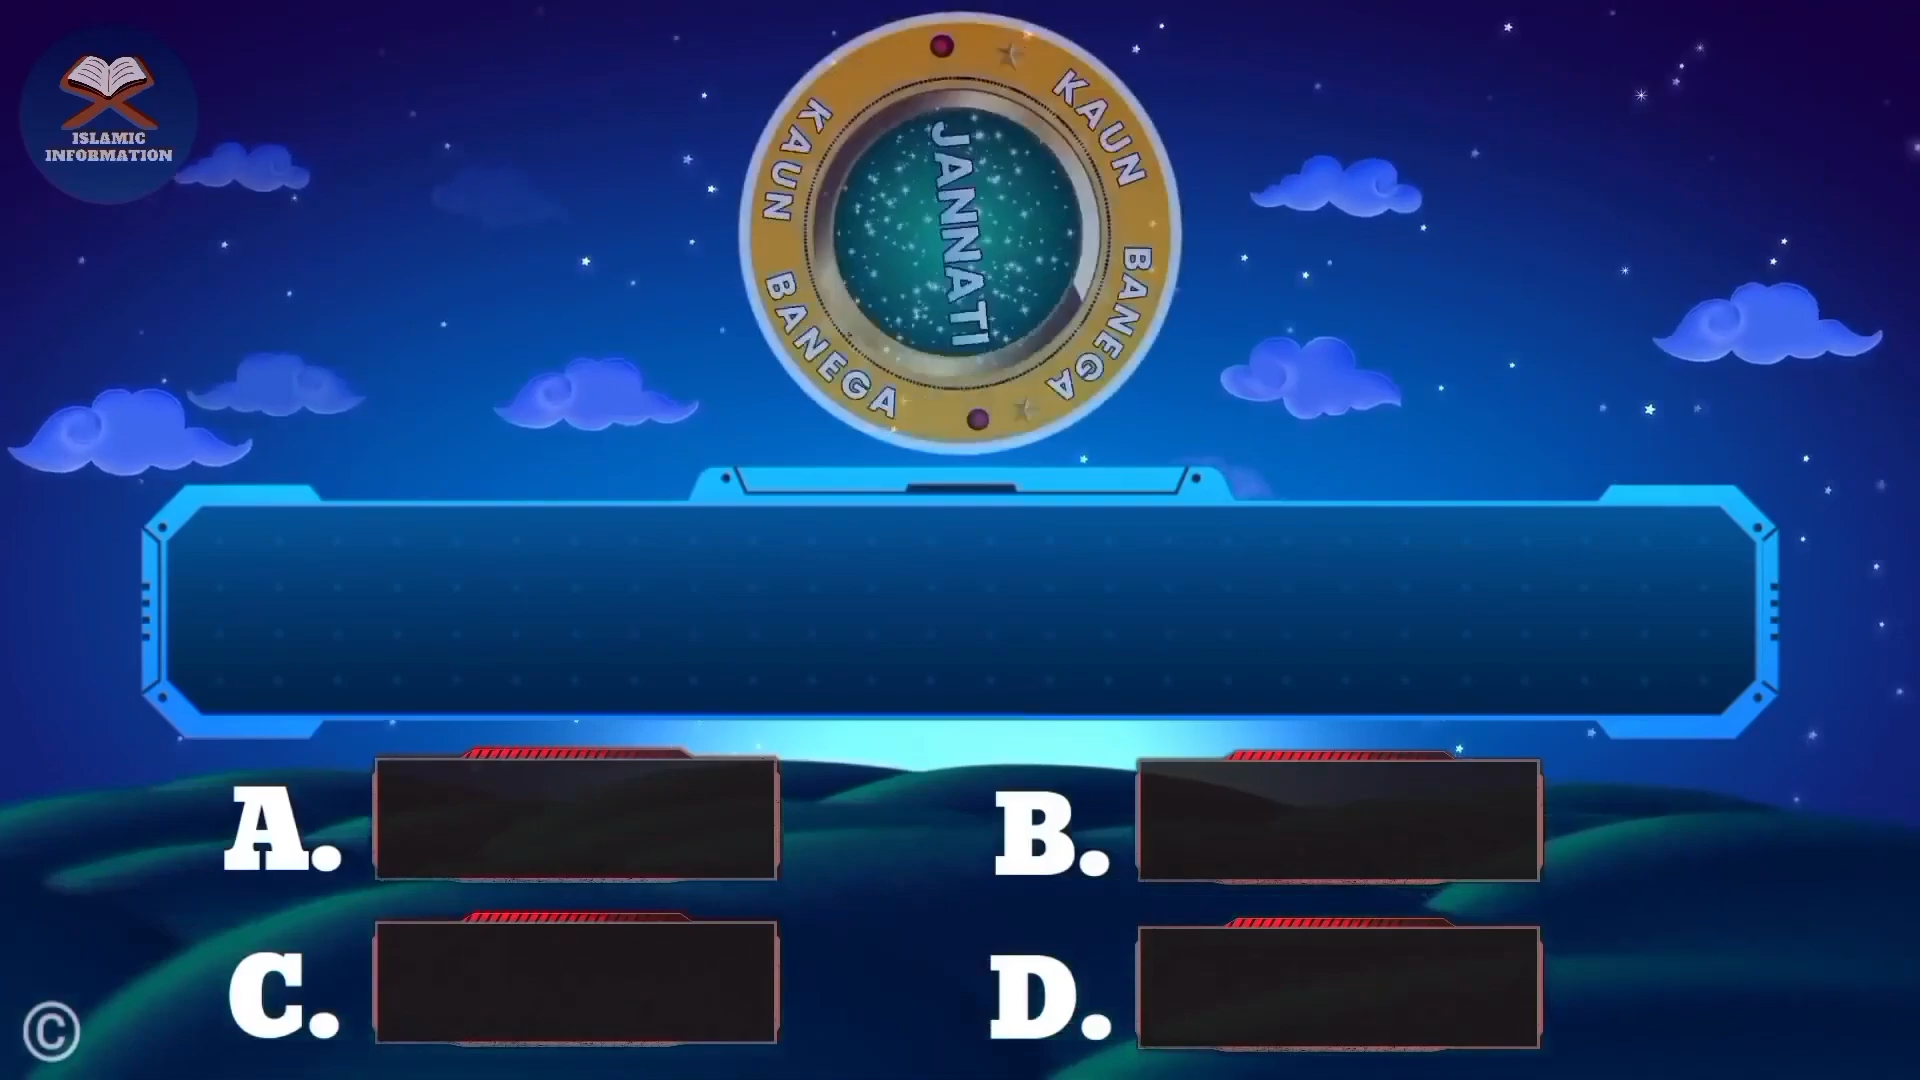 ISLAMIC
INFORMATION
KAUN BANEGA
KAUN BANEGA
JANNATI
A.
B.
C.
D.
©